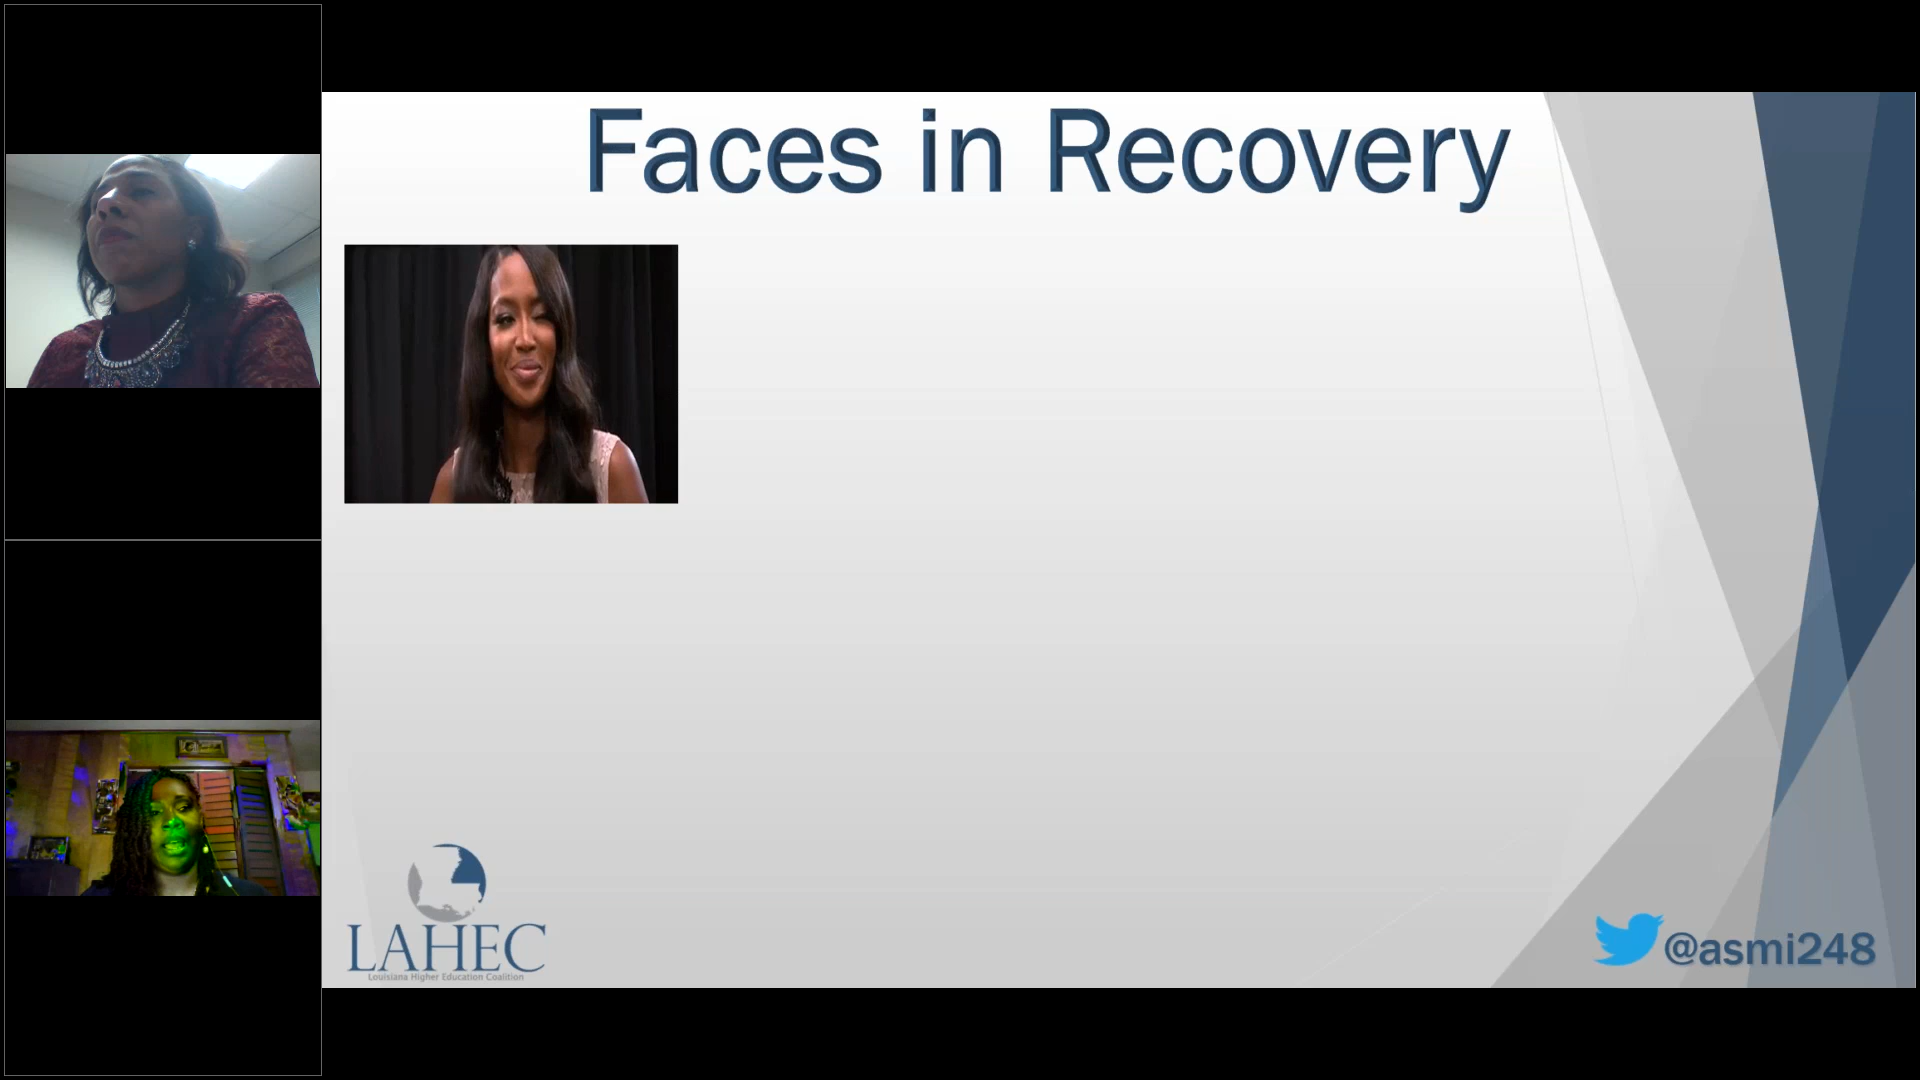 Faces in Recovery
LAHEC
Louisiana Higher Education Coalition
@asmi248